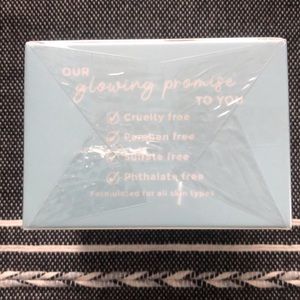 OUR
glowing promise
TO YOU
Cruelty free
Paraben free
Sulfate free
Phthalate free
Formulated for all skin types